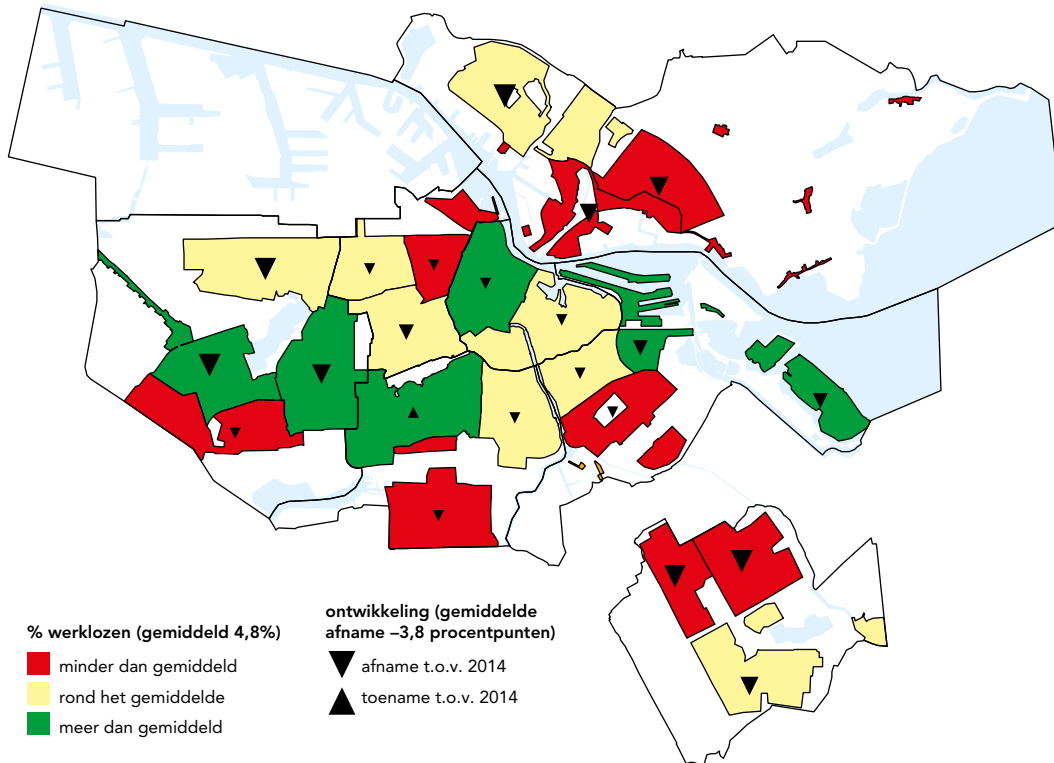 % werklozen (gemiddeld 4,8%)
minder dan gemiddeld
rond het gemiddelde
meer dan gemiddeld
ontwikkeling (gemiddelde
afname –3,8 procentpunten)
afname t.o.v. 2014
toename t.o.v. 2014